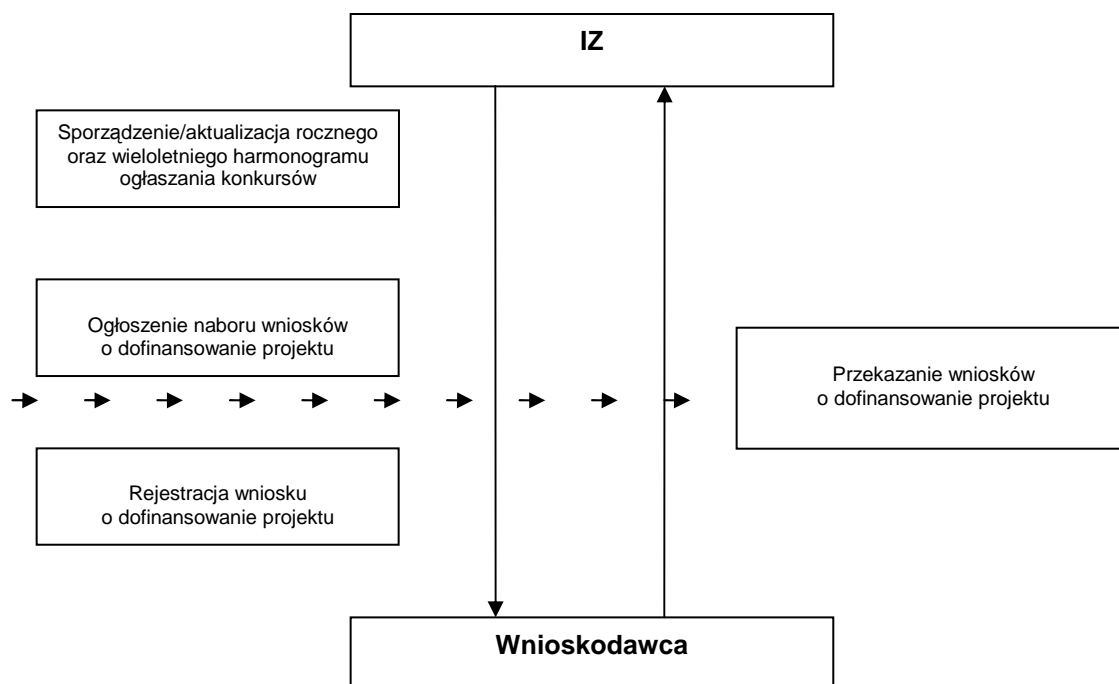 IZ
Sporządzenie/aktualizacja rocznego
oraz wieloletniego harmonogramu
ogłaszania konkursów
Ogłoszenie naboru wniosków
o dofinansowanie projektu
Przekazanie wniosków
o dofinansowanie projektu
Rejestracja wniosku
o dofinansowanie projektu
Wnioskodawca